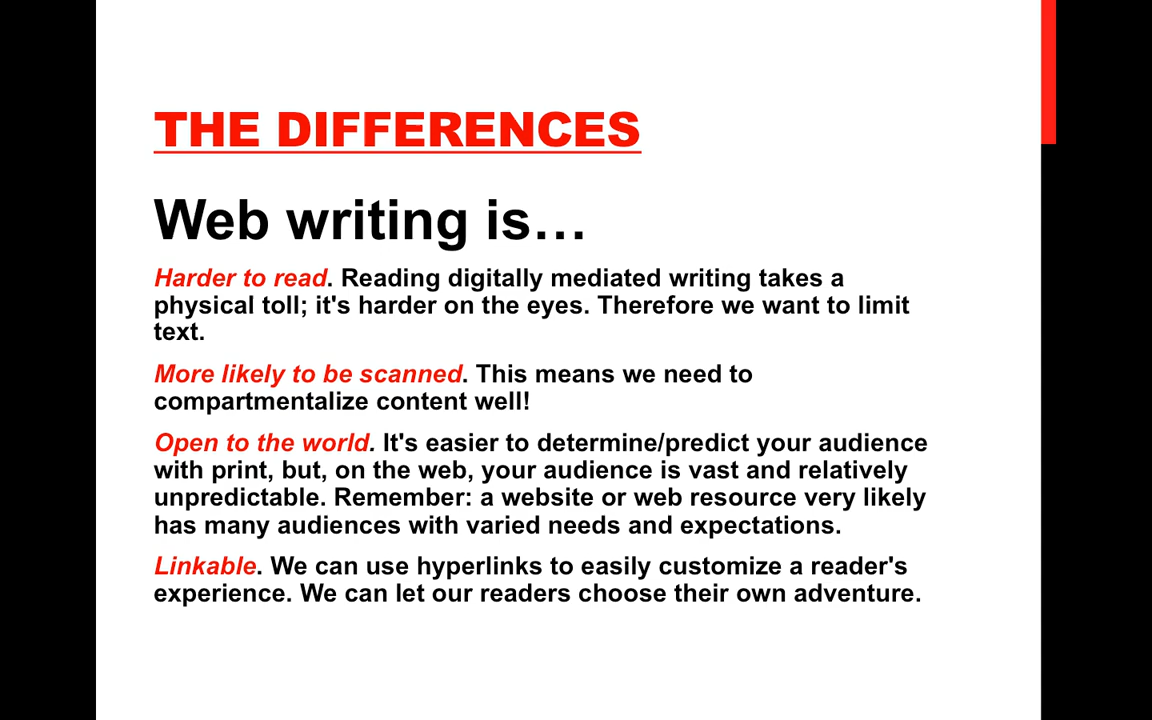 THE DIFFERENCES
Web writing is…
Harder to read. Reading digitally mediated writing takes a
physical toll; it's harder on the eyes. Therefore we want to limit
text.
More likely to be scanned. This means we need to
compartmentalize content well!
Open to the world. It's easier to determine/predict your audience
with print, but, on the web, your audience is vast and relatively
unpredictable. Remember: a website or web resource very likely
has many audiences with varied needs and expectations.
Linkable. We can use hyperlinks to easily customize a reader's
experience. We can let our readers choose their own adventure.